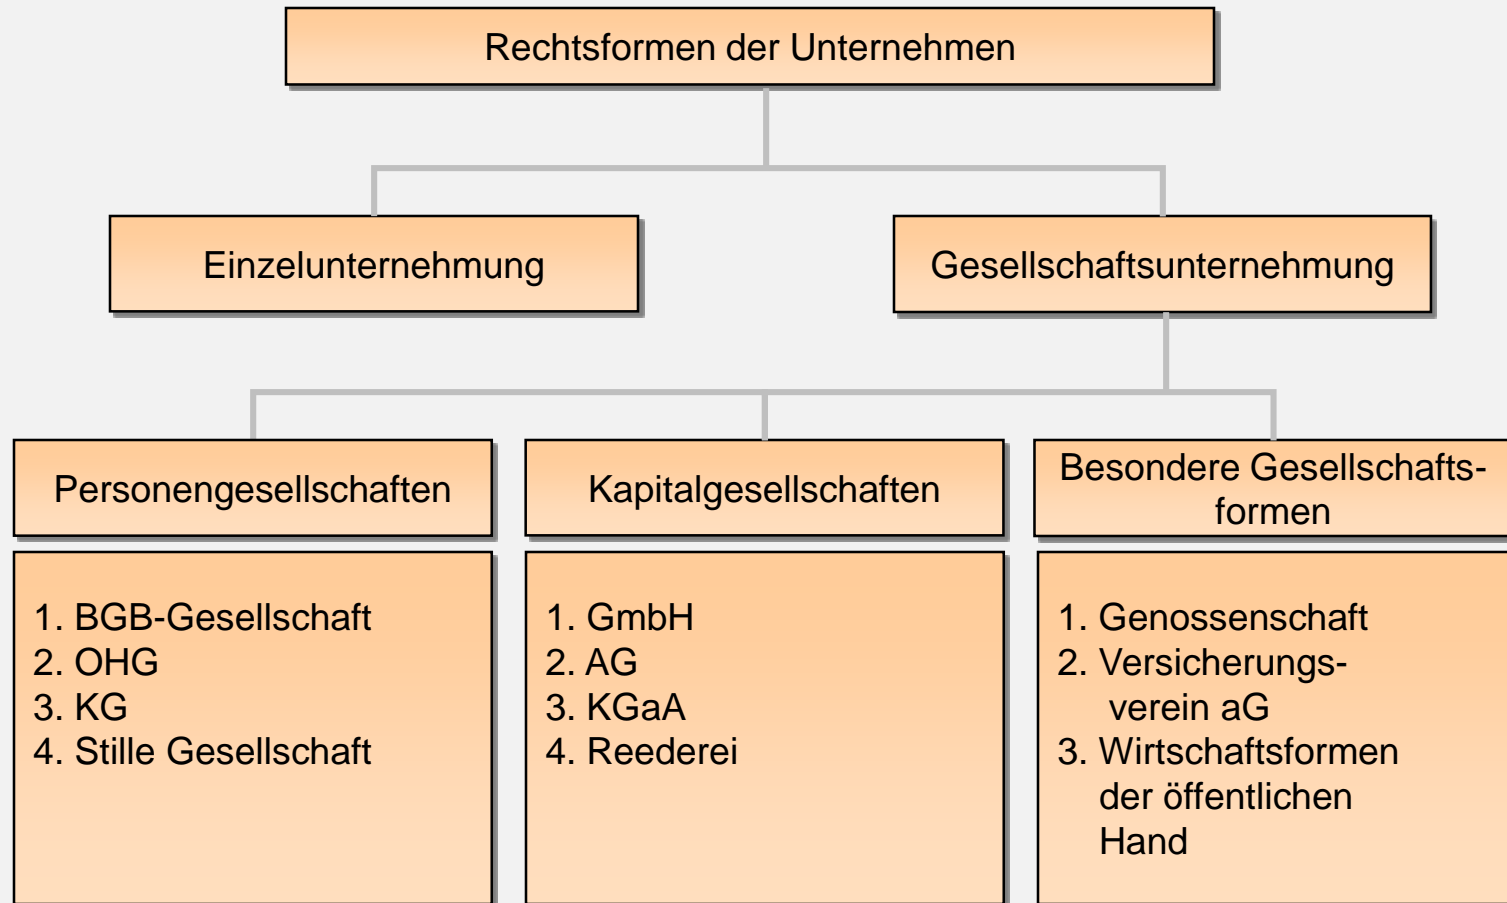 Rechtsformen der Unternehmen
Einzelunternehmung
Gesellschaftsunternehmung
Personengesellschaften
Kapitalgesellschaften
Besondere Gesellschafts-
formen
1. BGB-Gesellschaft
2. OHG
3. KG
4. Stille Gesellschaft
1. GmbH
2. AG
3. KGaA
4. Reederei
1. Genossenschaft
2. Versicherungs-
verein aG
3. Wirtschaftsformen
der öffentlichen
Hand